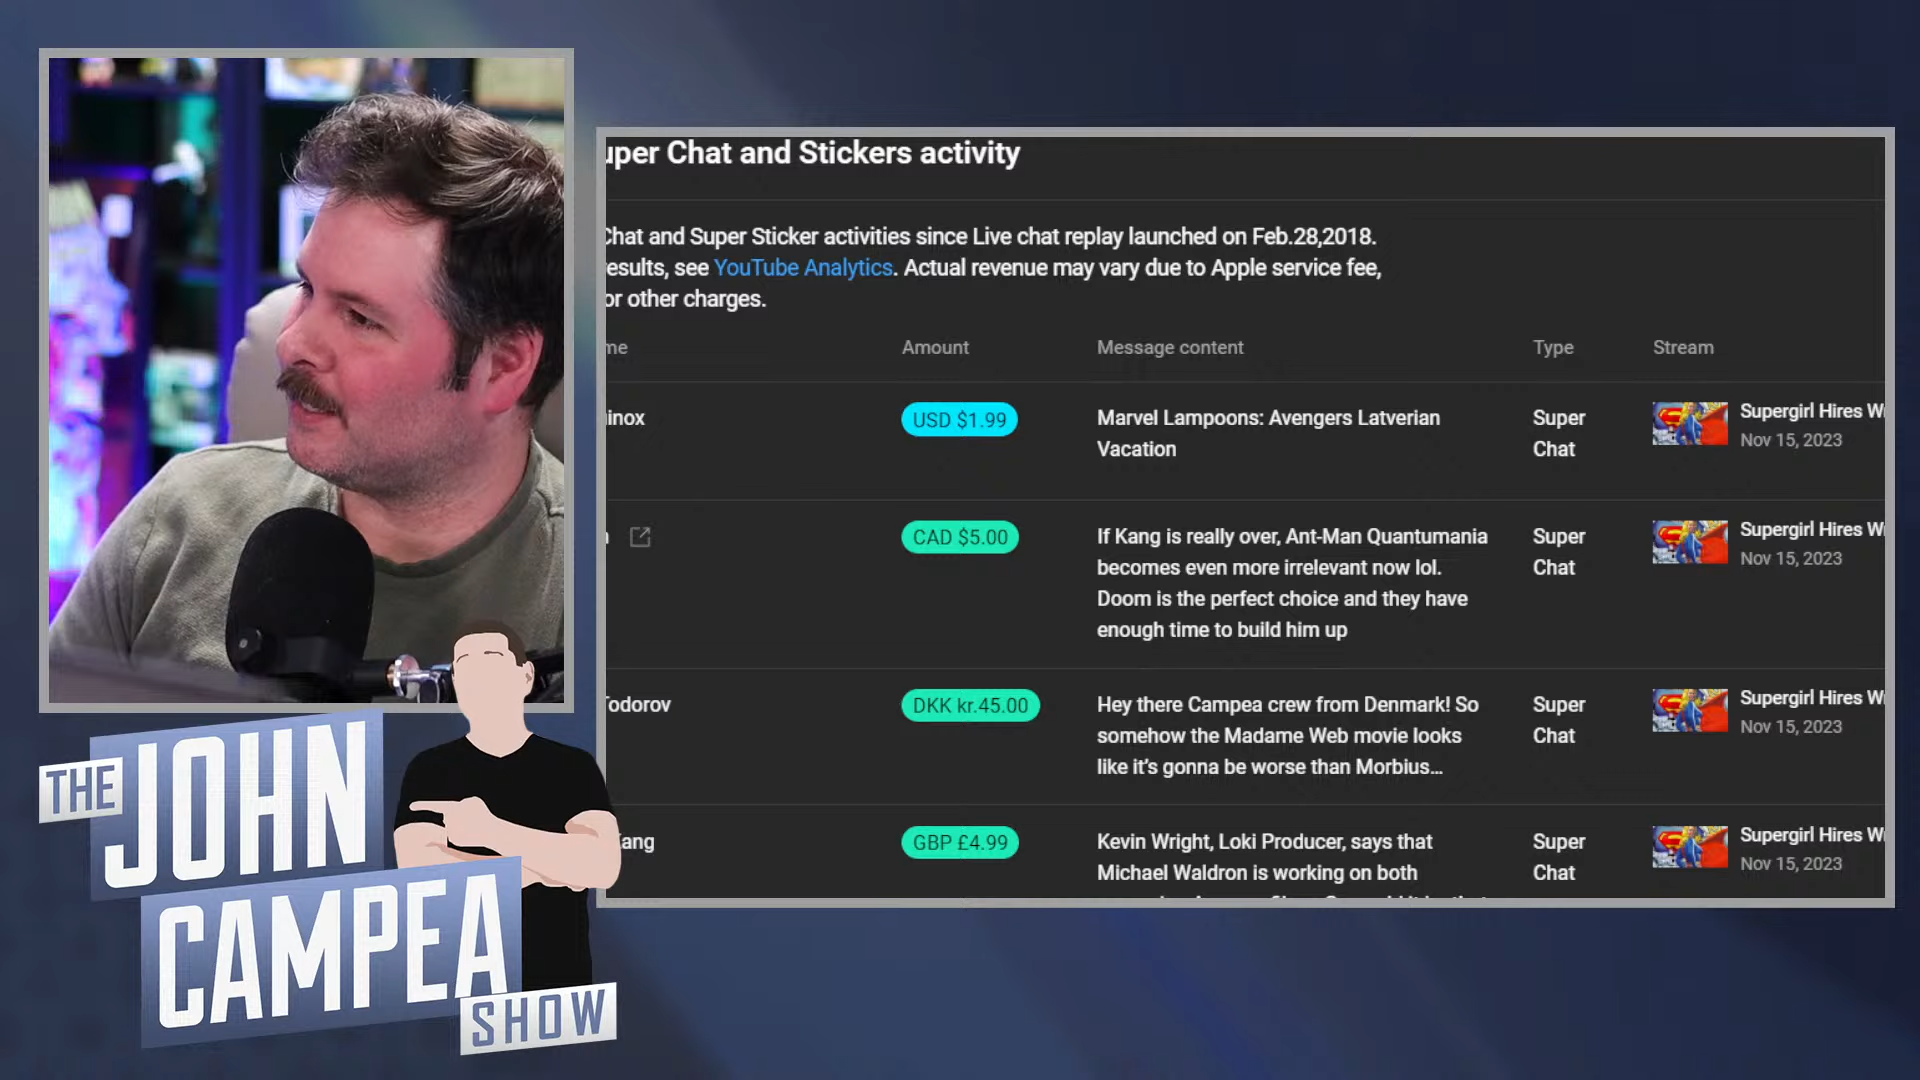 uper Chat and Stickers activity
Chat and Super Sticker activities since Live chat replay launched on Feb.28,2018.
esults, see YouTube Analytics. Actual revenue may vary due to Apple service fee,
or other charges.
me Amount Message content Type Stream
inox USD $1.99 Marvel Lampoons: Avengers Latverian Super Supergirl Hires W
Vacation Chat Nov 15, 2023
CAD $5.00 If Kang is really over, Ant-Man Quantumania Super Supergirl Hires W
becomes even more irrelevant now lol. Chat Nov 15, 2023
Doom is the perfect choice and they have
enough time to build him up
Todorov DKK kr.45.00 Hey there Campea crew from Denmark! So Super Supergirl Hires W
somehow the Madame Web movie looks Chat Nov 15, 2023
like it's gonna be worse than Morbius...
ang GBP £4.99 Kevin Wright, Loki Producer, says that Super Supergirl Hires W
Michael Waldron is working on both Chat Nov 15, 2023
THE
JOHN
CAMPEA
SHOW